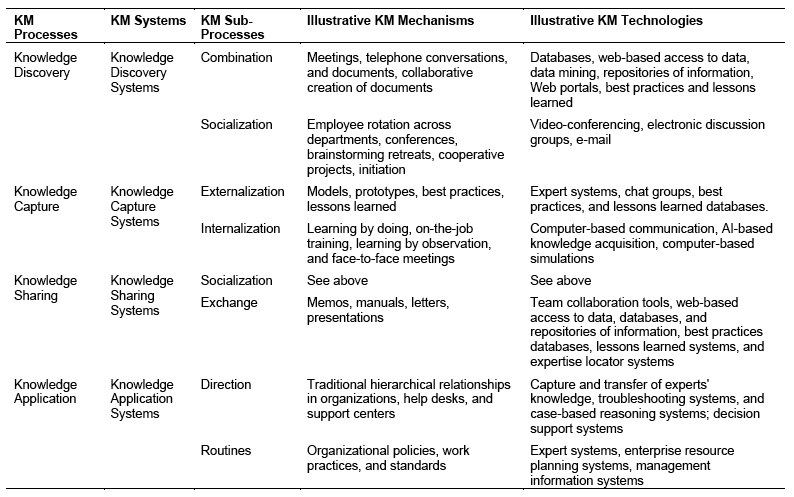 KM Processes
KM Systems
KM Sub-Processes
Illustrative KM Mechanisms
Illustrative KM Technologies
Knowledge
Discovery
Knowledge
Discovery
Systems
Combination
Meetings, telephone conversations,
and documents, collaborative
creation of documents
Databases, web-based access to data,
data mining, repositories of information,
Web portals, best practices and lessons
learned
Socialization
Employee rotation across
departments, conferences,
brainstorming retreats, cooperative
projects, initiation
Video-conferencing, electronic discussion
groups, e-mail
Knowledge
Capture
Knowledge
Capture
Systems
Externalization
Models, prototypes, best practices,
lessons learned
Expert systems, chat groups, best
practices, and lessons learned databases.
Internalization
Learning by doing, on-the-job
training, learning by observation,
and face-to-face meetings
Computer-based communication, AI-based
knowledge acquisition, computer-based
simulations
Knowledge
Sharing
Knowledge
Sharing
Systems
Socialization
See above
See above
Exchange
Memos, manuals, letters,
presentations
Team collaboration tools, web-based
access to data, databases, and
repositories of information, best practices
databases, lessons learned systems, and
expertise locator systems
Knowledge
Application
Knowledge
Application
Systems
Direction
Traditional hierarchical relationships
in organizations, help desks, and
support centers
Capture and transfer of experts'
knowledge, troubleshooting systems, and
case-based reasoning systems; decision
support systems
Routines
Organizational policies, work
practices, and standards
Expert systems, enterprise resource
planning systems, management
information systems